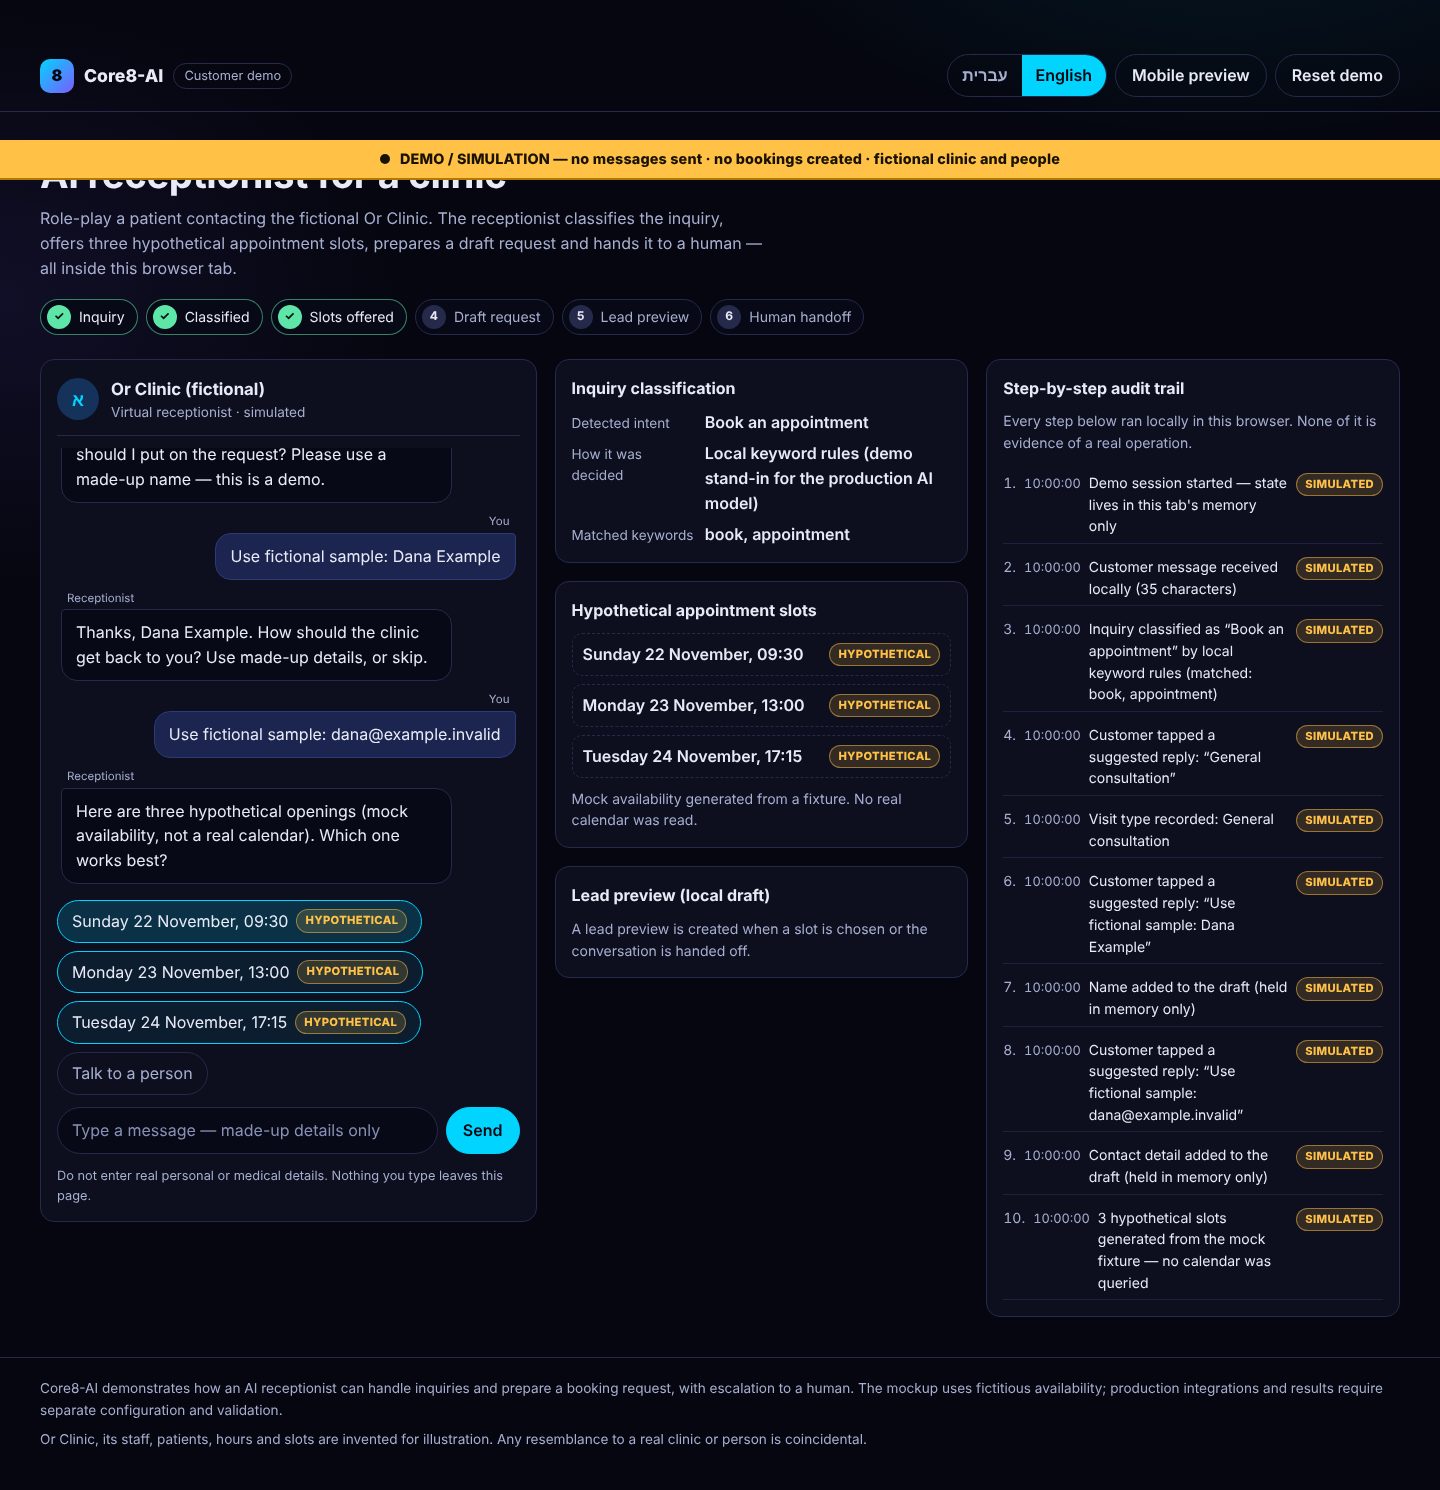 8 Core8-AI Customer demo
עברית English Mobile preview Reset demo
DEMO / SIMULATION — no messages sent · no bookings created · fictional clinic and people
AI receptionist for a clinic
Role-play a patient contacting the fictional Or Clinic. The receptionist classifies the inquiry,
offers three hypothetical appointment slots, prepares a draft request and hands it to a human —
all inside this browser tab.
Inquiry Classified Slots offered 4 Draft request 5 Lead preview 6 Human handoff
א
Or Clinic (fictional)
Virtual receptionist · simulated
should I put on the request? Please use a
made-up name — this is a demo.
You
Use fictional sample: Dana Example
Receptionist
Thanks, Dana Example. How should the clinic
get back to you? Use made-up details, or skip.
You
Use fictional sample: dana@example.invalid
Receptionist
Here are three hypothetical openings (mock
availability, not a real calendar). Which one
works best?
Sunday 22 November, 09:30 HYPOTHETICAL
Monday 23 November, 13:00 HYPOTHETICAL
Tuesday 24 November, 17:15 HYPOTHETICAL
Talk to a person
Type a message — made-up details only Send
Do not enter real personal or medical details. Nothing you type leaves this
page.
Inquiry classification
Detected intent Book an appointment
How it was Local keyword rules (demo
decided stand-in for the production AI
model)
Matched keywords book, appointment
Hypothetical appointment slots
Sunday 22 November, 09:30 HYPOTHETICAL
Monday 23 November, 13:00 HYPOTHETICAL
Tuesday 24 November, 17:15 HYPOTHETICAL
Mock availability generated from a fixture. No real
calendar was read.
Lead preview (local draft)
A lead preview is created when a slot is chosen or the
conversation is handed off.
Step-by-step audit trail
Every step below ran locally in this browser. None of it is
evidence of a real operation.
1. 10:00:00 Demo session started — state SIMULATED
lives in this tab's memory
only
2. 10:00:00 Customer message received SIMULATED
locally (35 characters)
3. 10:00:00 Inquiry classified as “Book an SIMULATED
appointment” by local
keyword rules (matched:
book, appointment)
4. 10:00:00 Customer tapped a SIMULATED
suggested reply: “General
consultation”
5. 10:00:00 Visit type recorded: General SIMULATED
consultation
6. 10:00:00 Customer tapped a SIMULATED
suggested reply: “Use
fictional sample: Dana
Example”
7. 10:00:00 Name added to the draft (held SIMULATED
in memory only)
8. 10:00:00 Customer tapped a SIMULATED
suggested reply: “Use
fictional sample:
dana@example.invalid”
9. 10:00:00 Contact detail added to the SIMULATED
draft (held in memory only)
10. 10:00:00 3 hypothetical slots SIMULATED
generated from the mock
fixture — no calendar was
queried
Core8-AI demonstrates how an AI receptionist can handle inquiries and prepare a booking request, with escalation to a human. The mockup uses fictitious availability; production integrations and results require
separate configuration and validation.
Or Clinic, its staff, patients, hours and slots are invented for illustration. Any resemblance to a real clinic or person is coincidental.